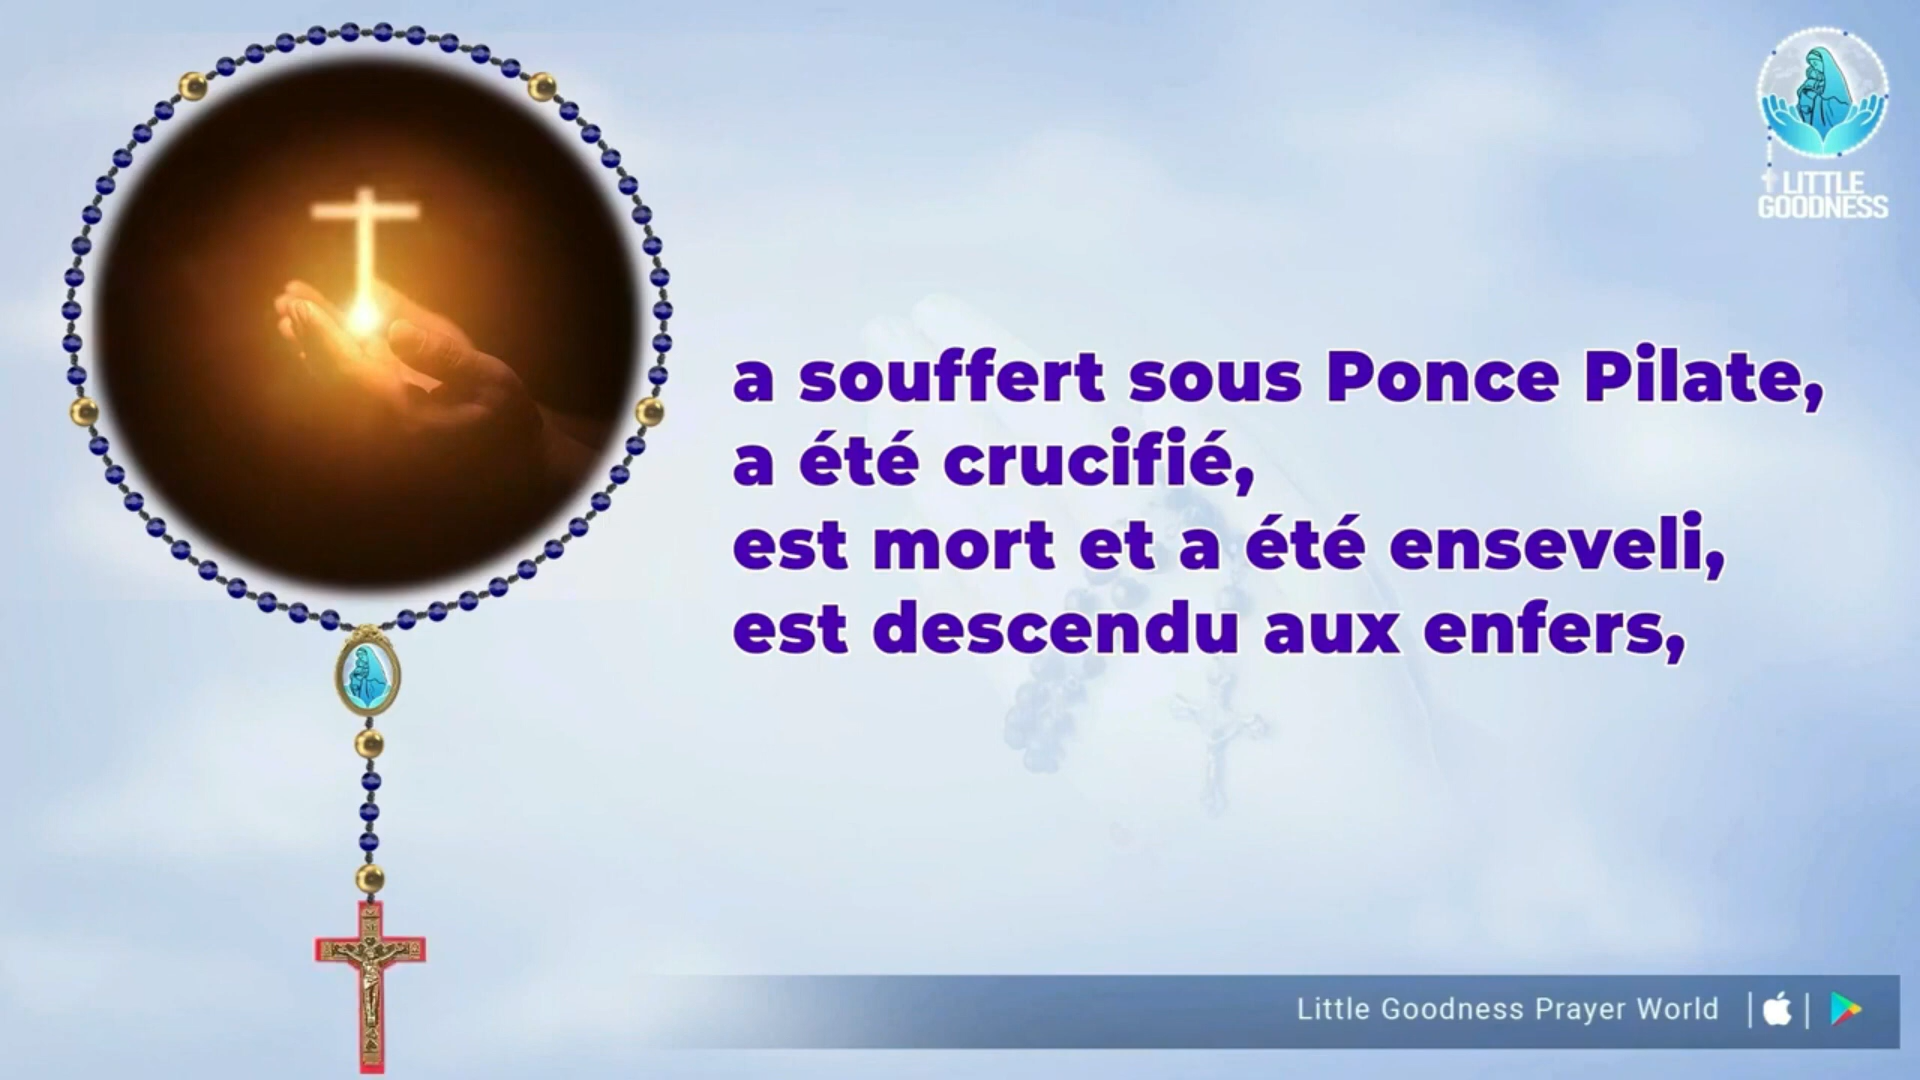 LITTLE
GOODNESS
a souffert sous Ponce Pilate,
a été crucifié,
est mort et a été enseveli,
est descendu aux enfers,
Little Goodness Prayer World